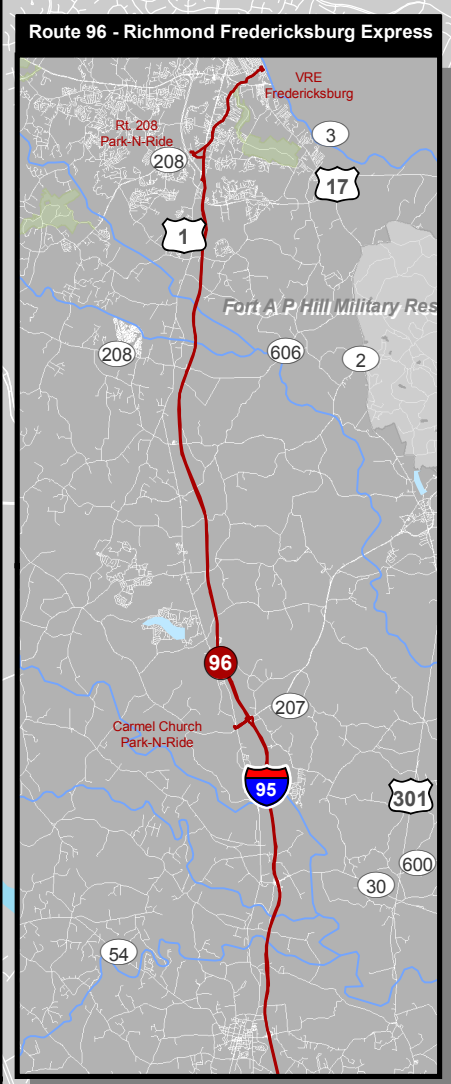 Route 96 - Richmond Fredericksburg Express
VRE
Fredericksburg
Rt. 208
Park-N-Ride
3
208
17
1
Fort A P Hill Military Res
208
606
2
96
207
Carmel Church
Park-N-Ride
95
301
600
30
54